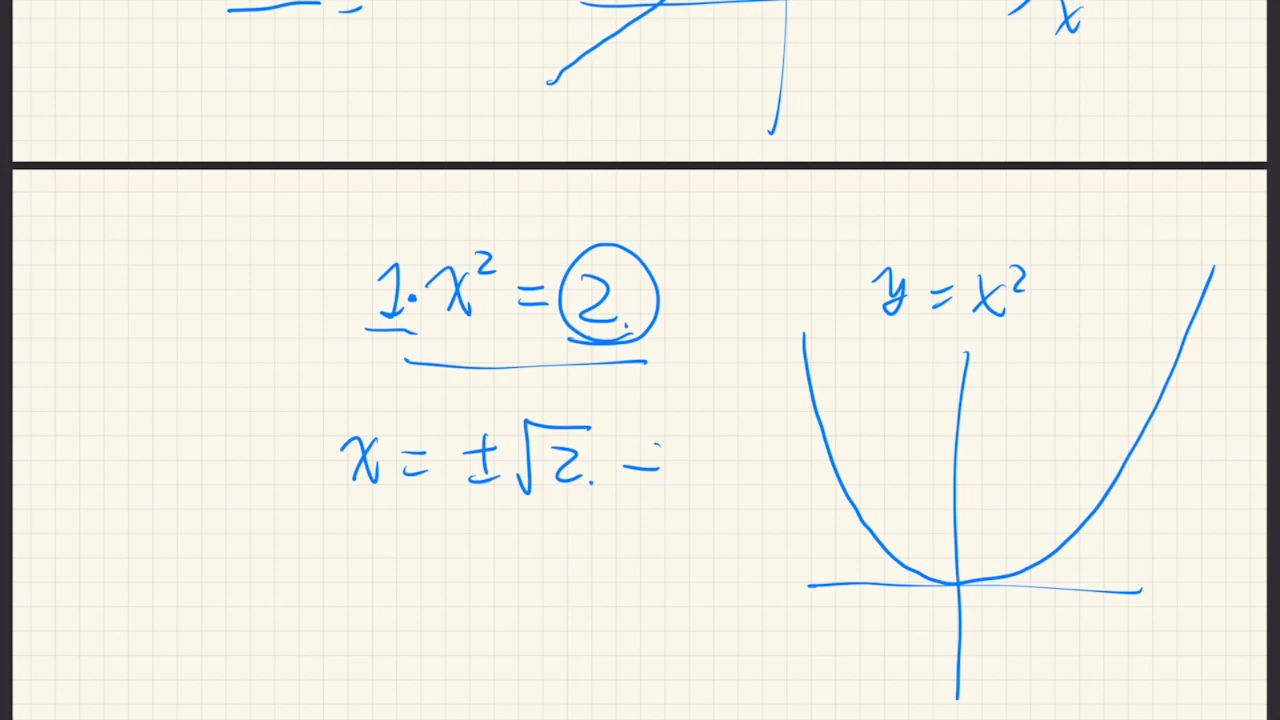 x
1·x² = 2.
y = x²
x = ±√2. =